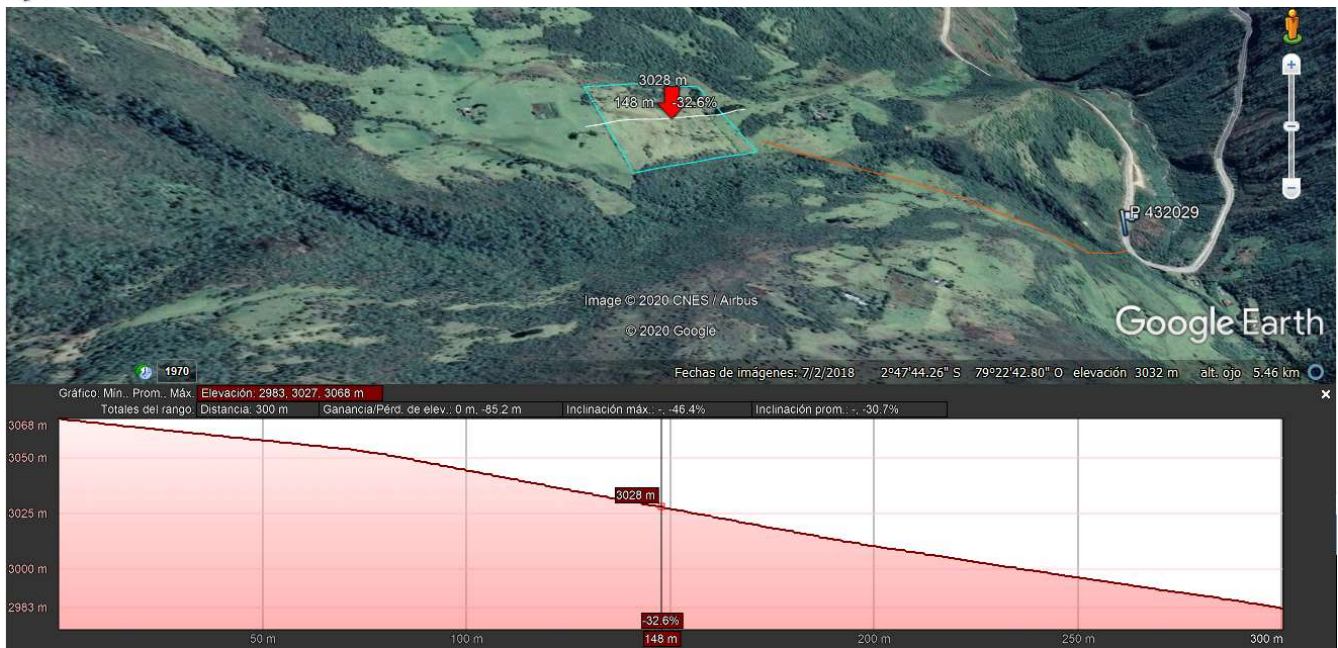 3028 m
148 m -32.6%
P 432029
Image © 2020 CNES / Airbus
© 2020 Google
Google Earth
1970
Fechas de imágenes: 7/2/2018 2°47'44.26" S 79°22'42.80" O elevación 3032 m alt. ojo 5.46 km
Gráfico: Mín., Prom., Máx. Elevación: 2983, 3027, 3068 m
Totales del rango: Distancia: 300 m Ganancia/Pérd. de elev.: 0 m, -85.2 m Inclinación máx.: -, -46.4% Inclinación prom.: -, -30.7%
3068 m
3050 m
3028 m
3025 m
3000 m
2983 m
-32.6%
50 m 100 m 148 m 200 m 250 m 300 m